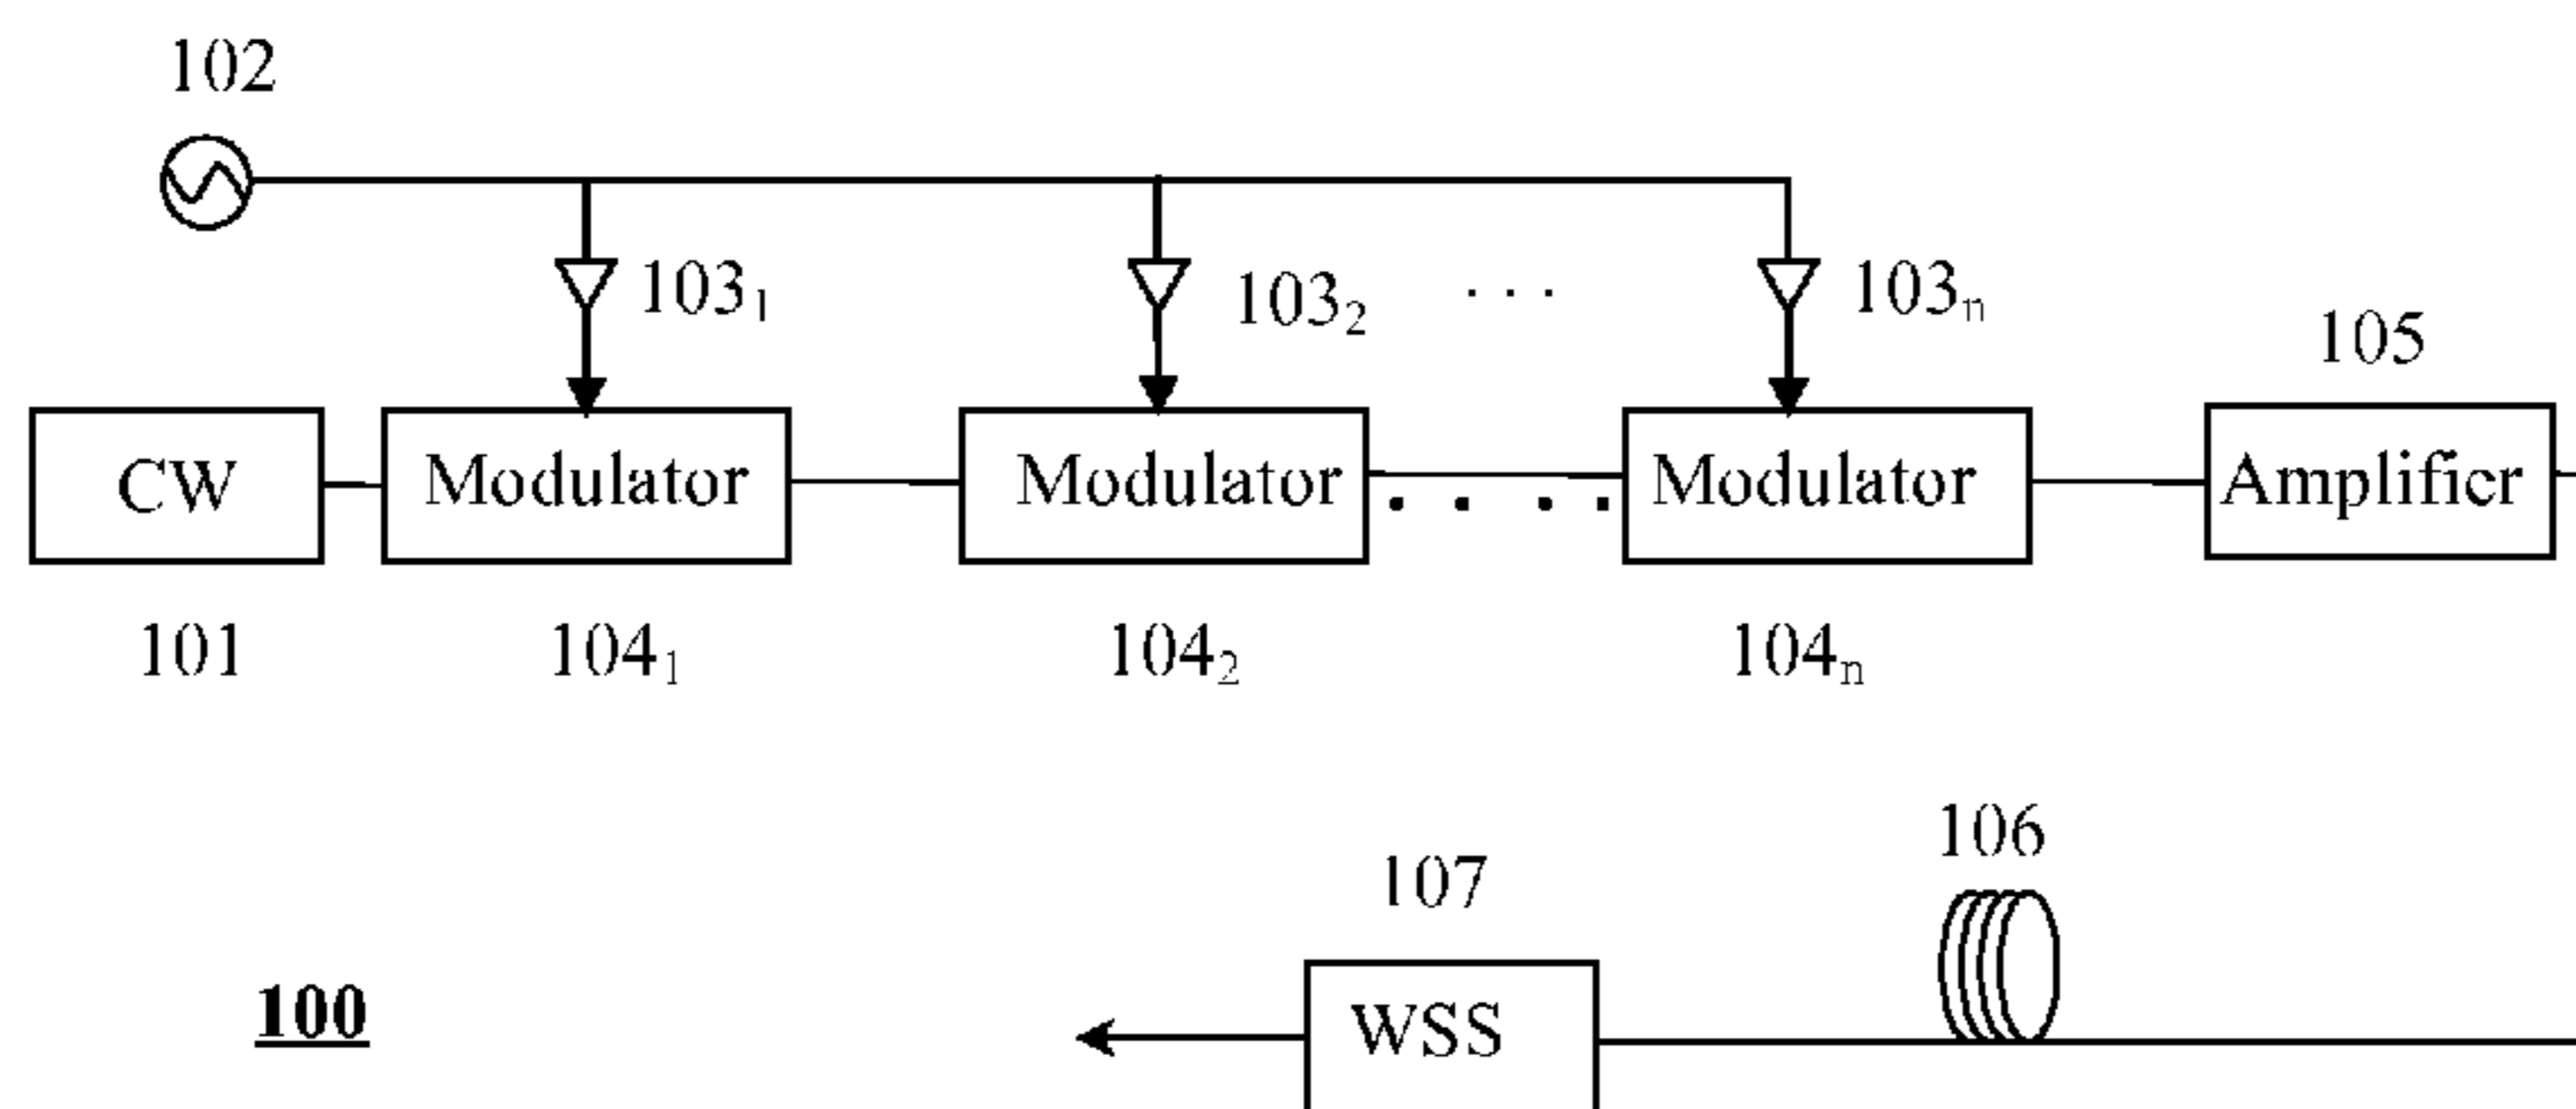 102
103₁
103₂
. . .
103ₙ
105
CW
Modulator
Modulator
. . . .
Modulator
Amplifier
101
104₁
104₂
104ₙ
106
107
WSS
100